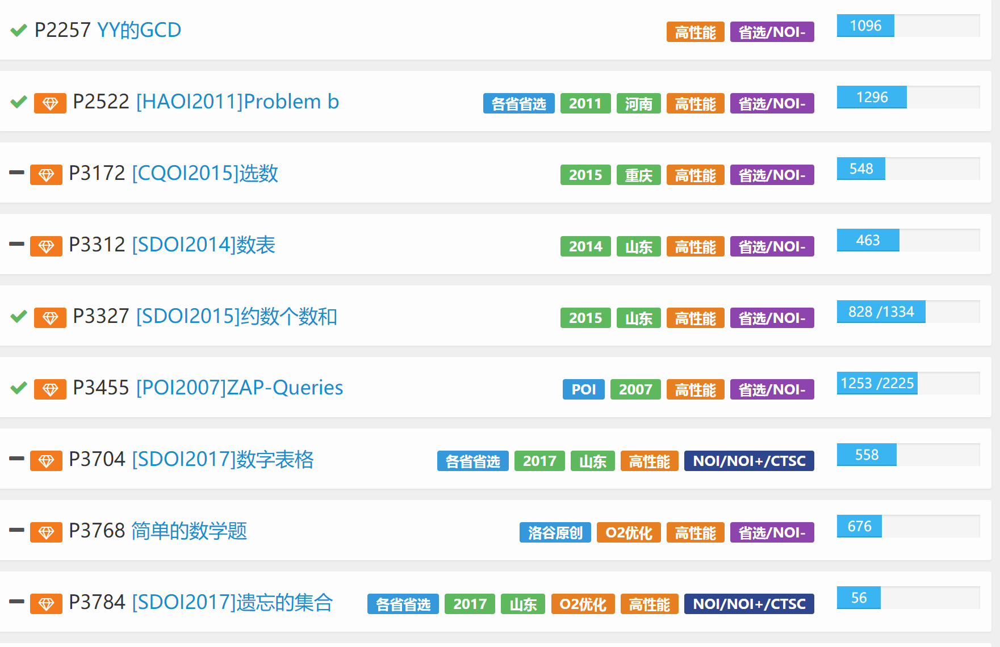 P2257 YY的GCD 高性能 省选/NOI- 1096
P2522 [HAOI2011]Problem b 各省省选 2011 河南 高性能 省选/NOI- 1296
P3172 [CQOI2015]选数 2015 重庆 高性能 省选/NOI- 548
P3312 [SDOI2014]数表 2014 山东 高性能 省选/NOI- 463
P3327 [SDOI2015]约数个数和 2015 山东 高性能 省选/NOI- 828 /1334
P3455 [POI2007]ZAP-Queries POI 2007 高性能 省选/NOI- 1253 /2225
P3704 [SDOI2017]数字表格 各省省选 2017 山东 高性能 NOI/NOI+/CTSC 558
P3768 简单的数学题 洛谷原创 O2优化 高性能 省选/NOI- 676
P3784 [SDOI2017]遗忘的集合 各省省选 2017 山东 O2优化 高性能 NOI/NOI+/CTSC 56